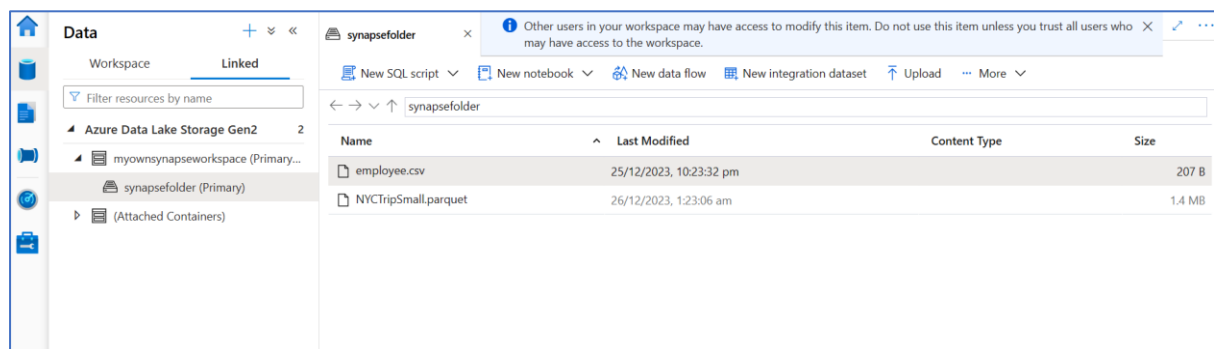 Data
Workspace Linked
Filter resources by name
Azure Data Lake Storage Gen2 2
myownsynapseworkspace (Primary...
synapsefolder (Primary)
(Attached Containers)
synapsefolder
Other users in your workspace may have access to modify this item. Do not use this item unless you trust all users who
may have access to the workspace.
New SQL script New notebook New data flow New integration dataset Upload ... More
synapsefolder
Name Last Modified Content Type Size
employee.csv 25/12/2023, 10:23:32 pm 207 B
NYCTripSmall.parquet 26/12/2023, 1:23:06 am 1.4 MB